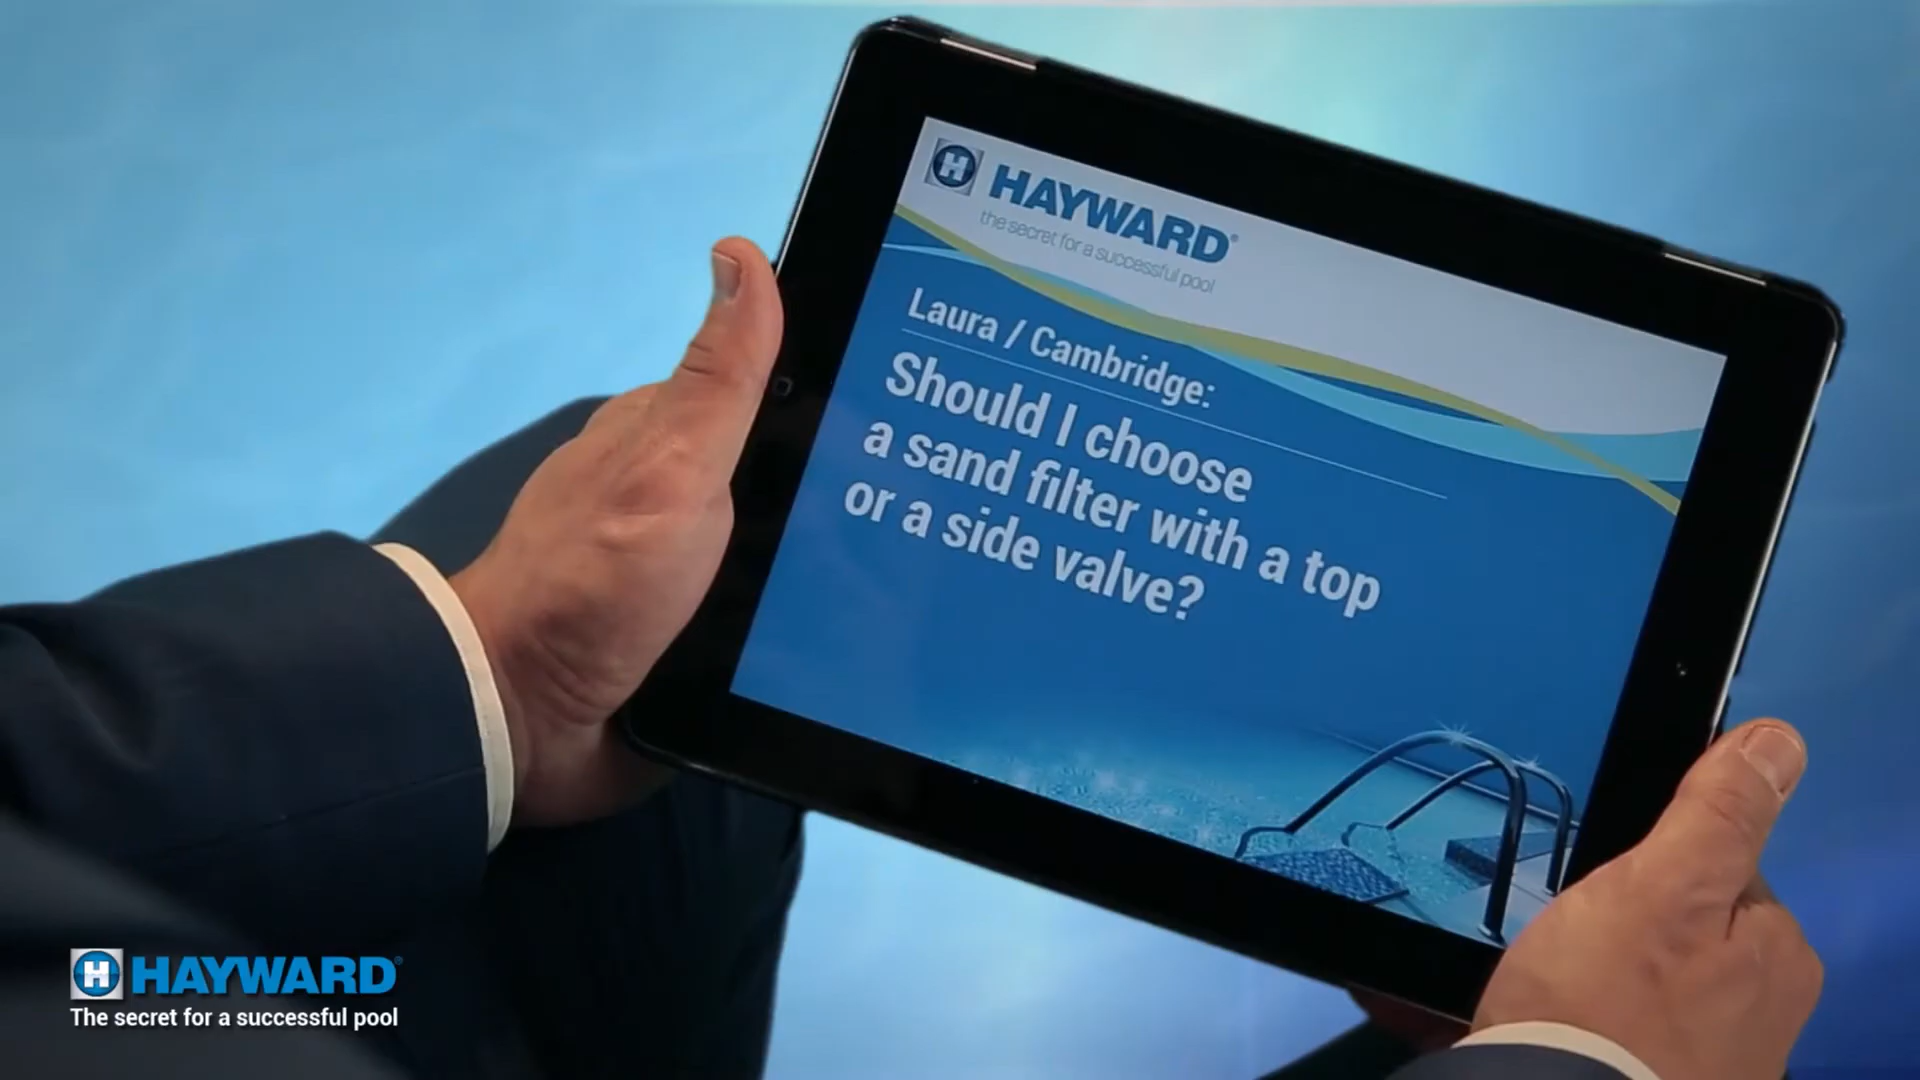 H HAYWARD®
the secret for a successful pool
Laura / Cambridge:
Should I choose
a sand filter with a top
or a side valve?
H HAYWARD®
The secret for a successful pool